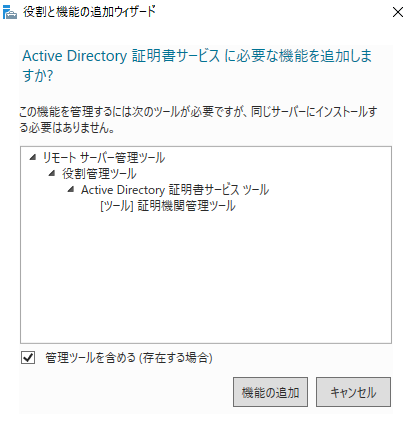 役割と機能の追加ウィザード
Active Directory 証明書サービス に必要な機能を追加しま
すか?
この機能を管理するには次のツールが必要ですが、同じサーバーにインストールす
る必要はありません。
リモート サーバー管理ツール
役割管理ツール
Active Directory 証明書サービス ツール
[ツール] 証明機関管理ツール
管理ツールを含める (存在する場合)
機能の追加
キャンセル